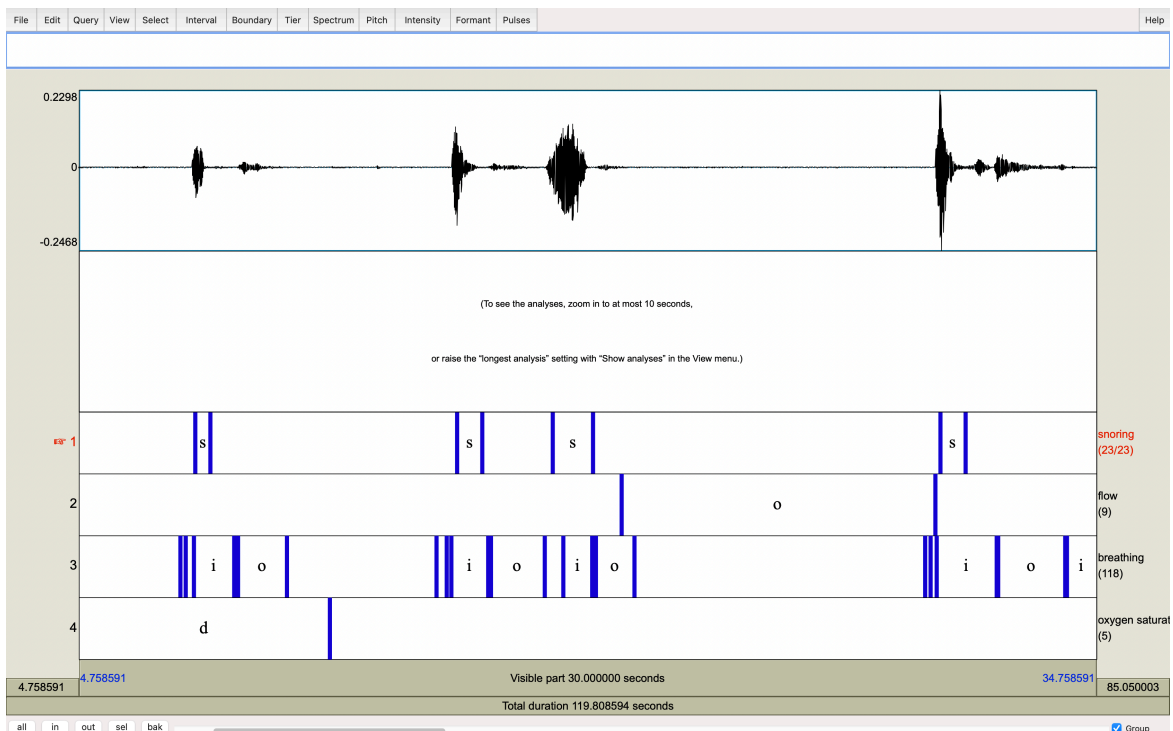 File Edit Query View Select Interval Boundary Tier Spectrum Pitch Intensity Formant Pulses Help
0.2298
0
-0.2468
(To see the analyses, zoom in to at most 10 seconds,
or raise the "longest analysis" setting with "Show analyses" in the View menu.)
☞ 1 s s s s snoring
(23/23)
2 o flow
(9)
3 i o i o i o i o i breathing
(118)
4 d oxygen saturat
(5)
4.758591 Visible part 30.000000 seconds 34.758591
4.758591 85.050003
Total duration 119.808594 seconds
all in out sel bak Group